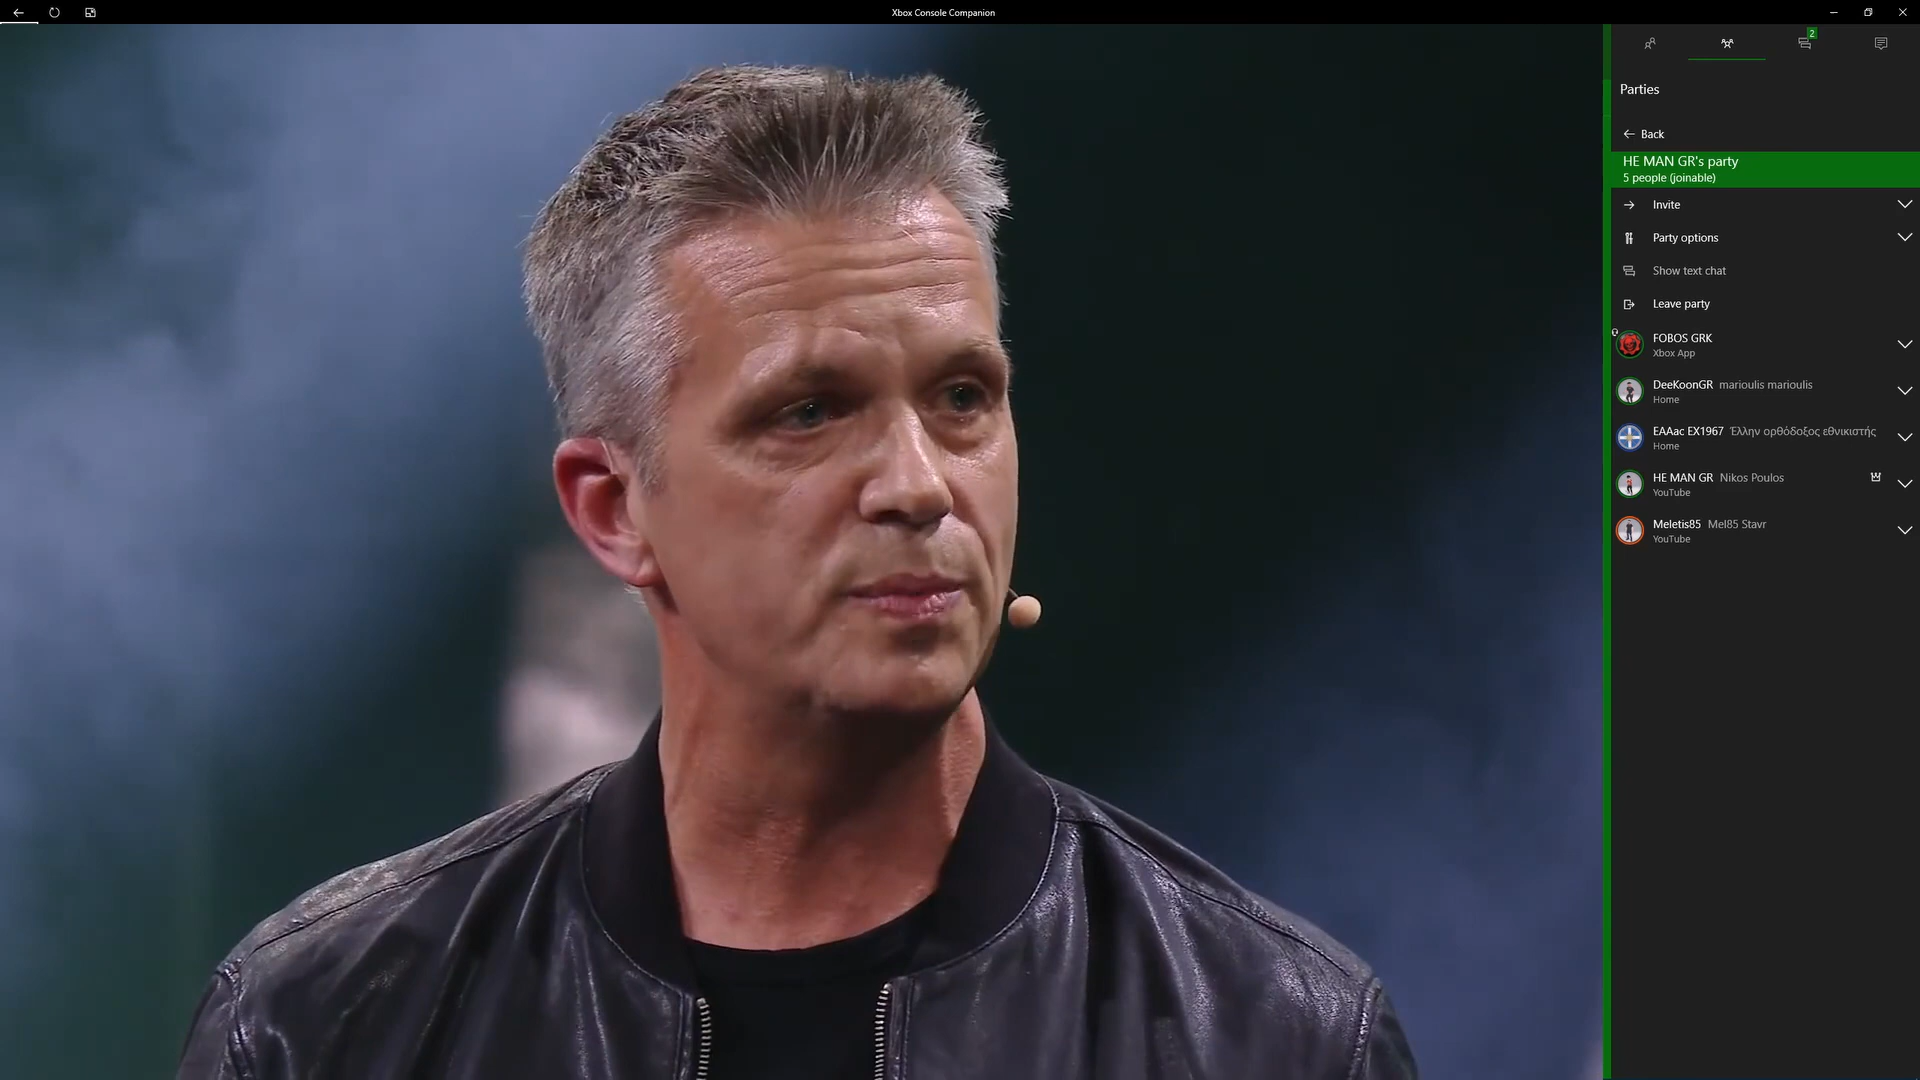 Xbox Console Companion
2
Parties
Back
HE MAN GR's party
5 people (joinable)
Invite
Party options
Show text chat
Leave party
FOBOS GRK
Xbox App
DeeKoonGR marioulis marioulis
Home
EAAac EX1967 Έλλην ορθόδοξος εθνικιστής
Home
HE MAN GR Nikos Poulos
YouTube
Meletis85 Mel85 Stavr
YouTube